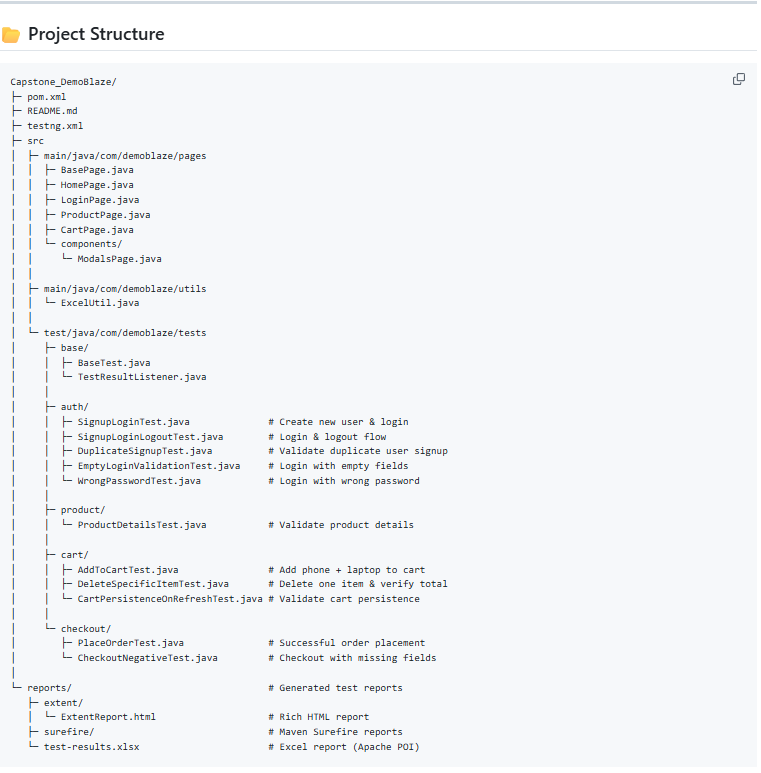 Project Structure
Capstone_DemoBlaze/
├─ pom.xml
├─ README.md
├─ testng.xml
├─ src
│  ├─ main/java/com/demoblaze/pages
│  │  ├─ BasePage.java
│  │  ├─ HomePage.java
│  │  ├─ LoginPage.java
│  │  ├─ ProductPage.java
│  │  ├─ CartPage.java
│  │  └─ components/
│  │     └─ ModalsPage.java
│  │
│  ├─ main/java/com/demoblaze/utils
│  │  └─ ExcelUtil.java
│  │
│  └─ test/java/com/demoblaze/tests
│     ├─ base/
│     │  ├─ BaseTest.java
│     │  └─ TestResultListener.java
│     │
│     ├─ auth/
│     │  ├─ SignupLoginTest.java              # Create new user & login
│     │  ├─ SignupLoginLogoutTest.java        # Login & logout flow
│     │  ├─ DuplicateSignupTest.java          # Validate duplicate user signup
│     │  ├─ EmptyLoginValidationTest.java     # Login with empty fields
│     │  └─ WrongPasswordTest.java            # Login with wrong password
│     │
│     ├─ product/
│     │  └─ ProductDetailsTest.java           # Validate product details
│     │
│     ├─ cart/
│     │  ├─ AddToCartTest.java                # Add phone + laptop to cart
│     │  ├─ DeleteSpecificItemTest.java       # Delete one item & verify total
│     │  └─ CartPersistenceOnRefreshTest.java # Validate cart persistence
│     │
│     └─ checkout/
│        ├─ PlaceOrderTest.java               # Successful order placement
│        └─ CheckoutNegativeTest.java         # Checkout with missing fields
│
└─ reports/                                   # Generated test reports
   ├─ extent/
   │  └─ ExtentReport.html                    # Rich HTML report
   ├─ surefire/                               # Maven Surefire reports
   └─ test-results.xlsx                       # Excel report (Apache POI)